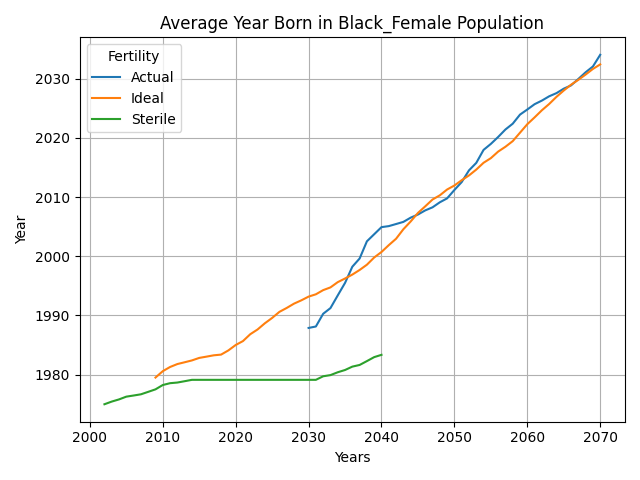 Average Year Born in Black_Female Population
Fertility
Actual
Ideal
Sterile
Year
2030
2020
2010
2000
1990
1980
2000 2010 2020 2030 2040 2050 2060 2070
Years